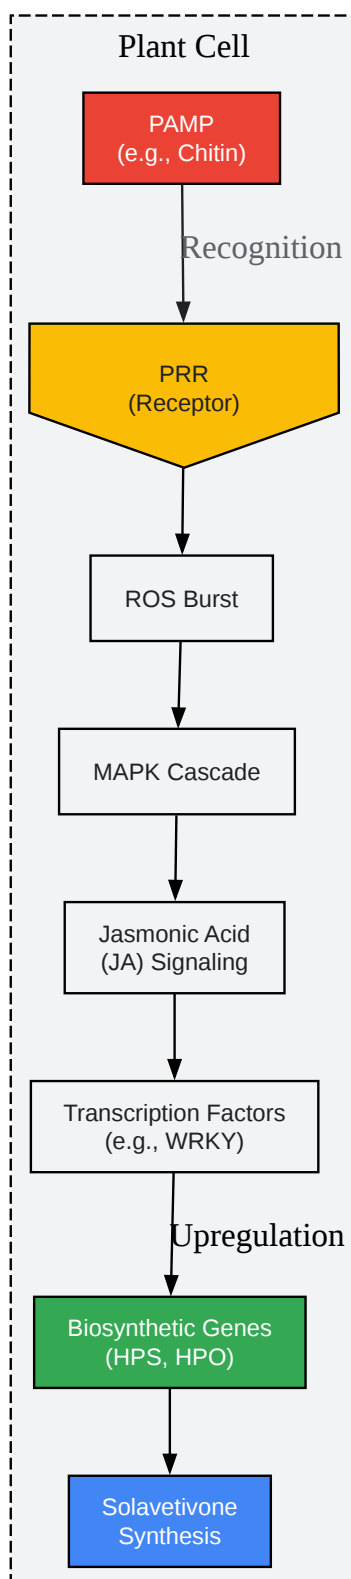 Plant Cell
PAMP
(e.g., Chitin)
Recognition
PRR
(Receptor)
ROS Burst
MAPK Cascade
Jasmonic Acid
(JA) Signaling
Transcription Factors
(e.g., WRKY)
Upregulation
Biosynthetic Genes
(HPS, HPO)
Solavetivone
Synthesis